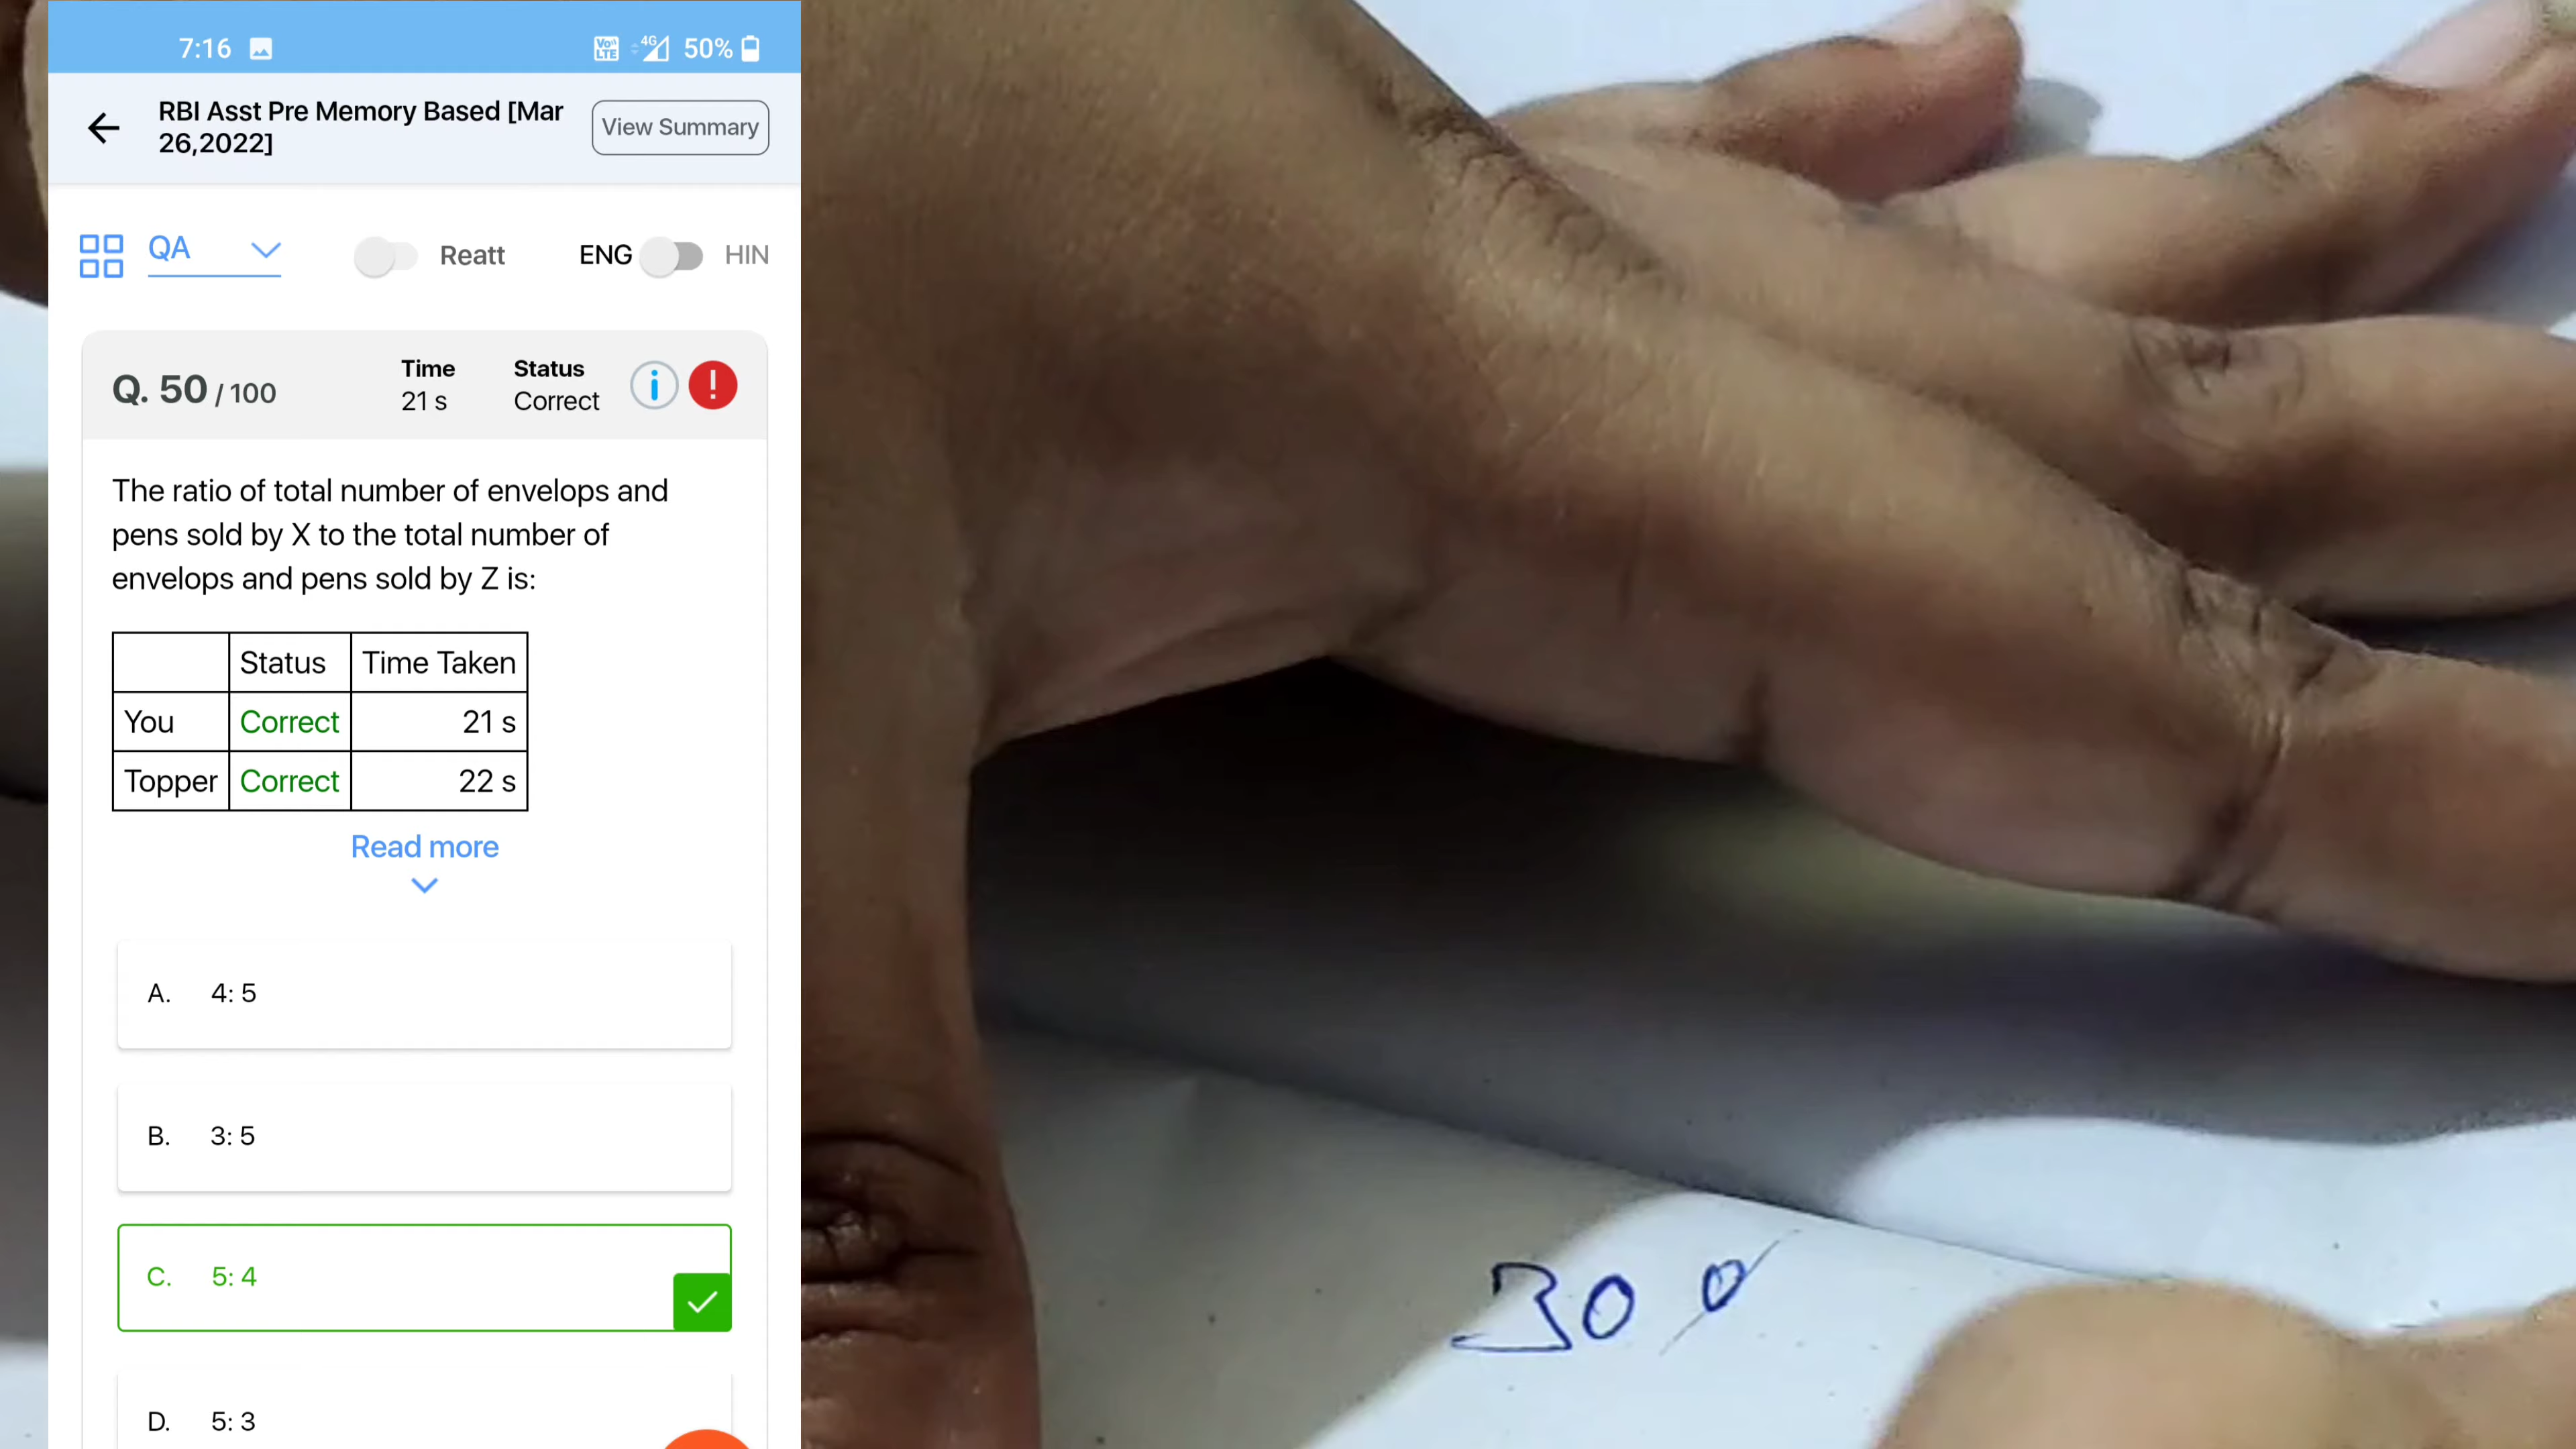 7:16
Vo)) LTE 4G 50%
RBI Asst Pre Memory Based [Mar
26,2022]
View Summary
QA
Reatt
ENG
HIN
Q. 50 / 100
Time
21 s
Status
Correct
The ratio of total number of envelops and
pens sold by X to the total number of
envelops and pens sold by Z is:
Status Time Taken
You Correct 21 s
Topper Correct 22 s
Read more
A. 4: 5
B. 3: 5
C. 5: 4
D. 5: 3
300